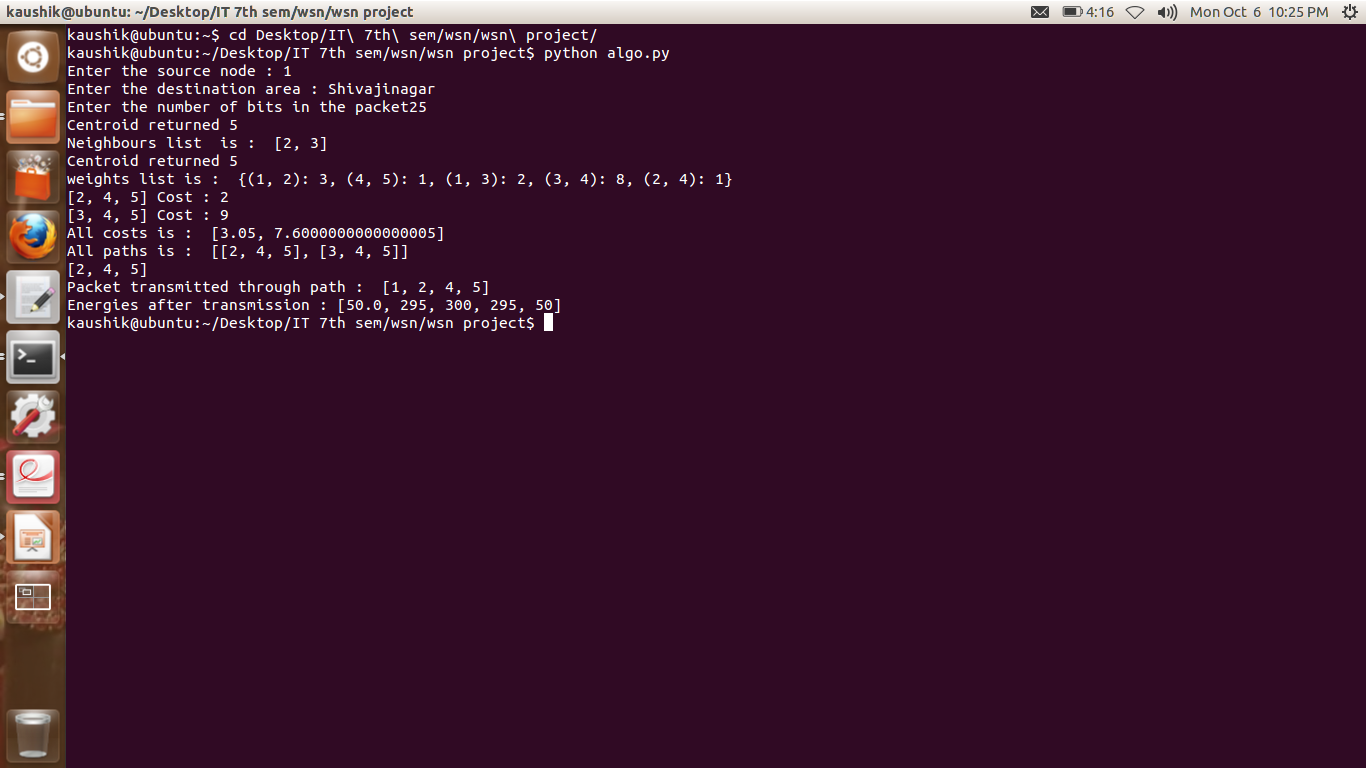 kaushik@ubuntu: ~/Desktop/IT 7th sem/wsn/wsn project
4:16
Mon Oct 6 10:25 PM
kaushik@ubuntu:~$ cd Desktop/IT\ 7th\ sem/wsn/wsn\ project/
kaushik@ubuntu:~/Desktop/IT 7th sem/wsn/wsn project$ python algo.py
Enter the source node : 1
Enter the destination area : Shivajinagar
Enter the number of bits in the packet25
Centroid returned 5
Neighbours list  is :  [2, 3]
Centroid returned 5
weights list is :  {(1, 2): 3, (4, 5): 1, (1, 3): 2, (3, 4): 8, (2, 4): 1}
[2, 4, 5] Cost : 2
[3, 4, 5] Cost : 9
All costs is :  [3.05, 7.6000000000000005]
All paths is :  [[2, 4, 5], [3, 4, 5]]
[2, 4, 5]
Packet transmitted through path :  [1, 2, 4, 5]
Energies after transmission : [50.0, 295, 300, 295, 50]
kaushik@ubuntu:~/Desktop/IT 7th sem/wsn/wsn project$